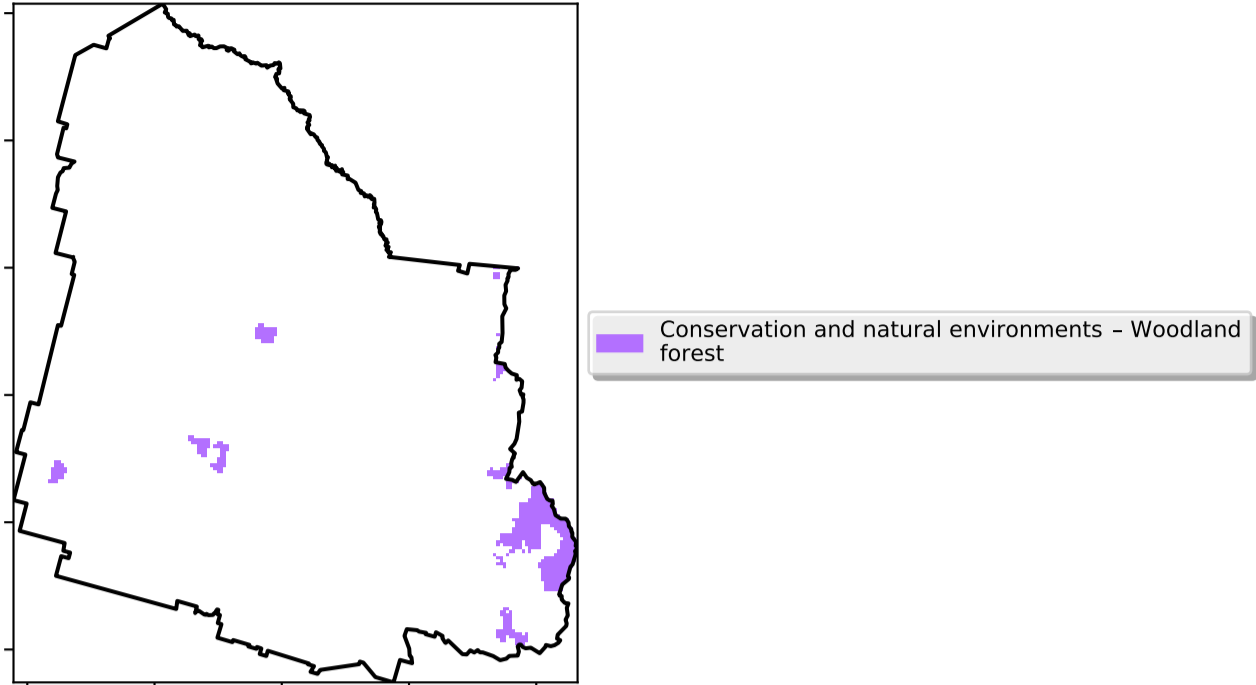 Conservation and natural environments – Woodland
forest